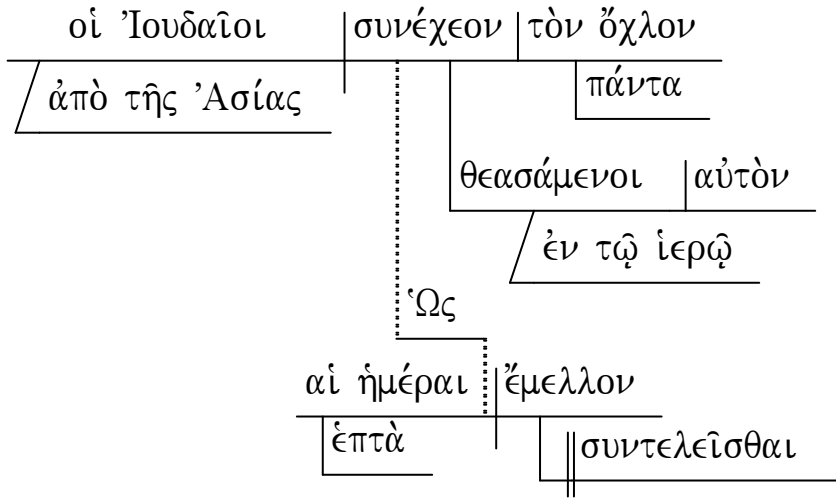 οἱ Ἰουδαῖοι συνέχεον τὸν ὄχλον
ἀπὸ τῆς Ἀσίας πάντα
θεασάμενοι αὐτὸν
ἐν τῷ ἱερῷ
Ὡς
αἱ ἡμέραι ἔμελλον
ἑπτὰ συντελεῖσθαι